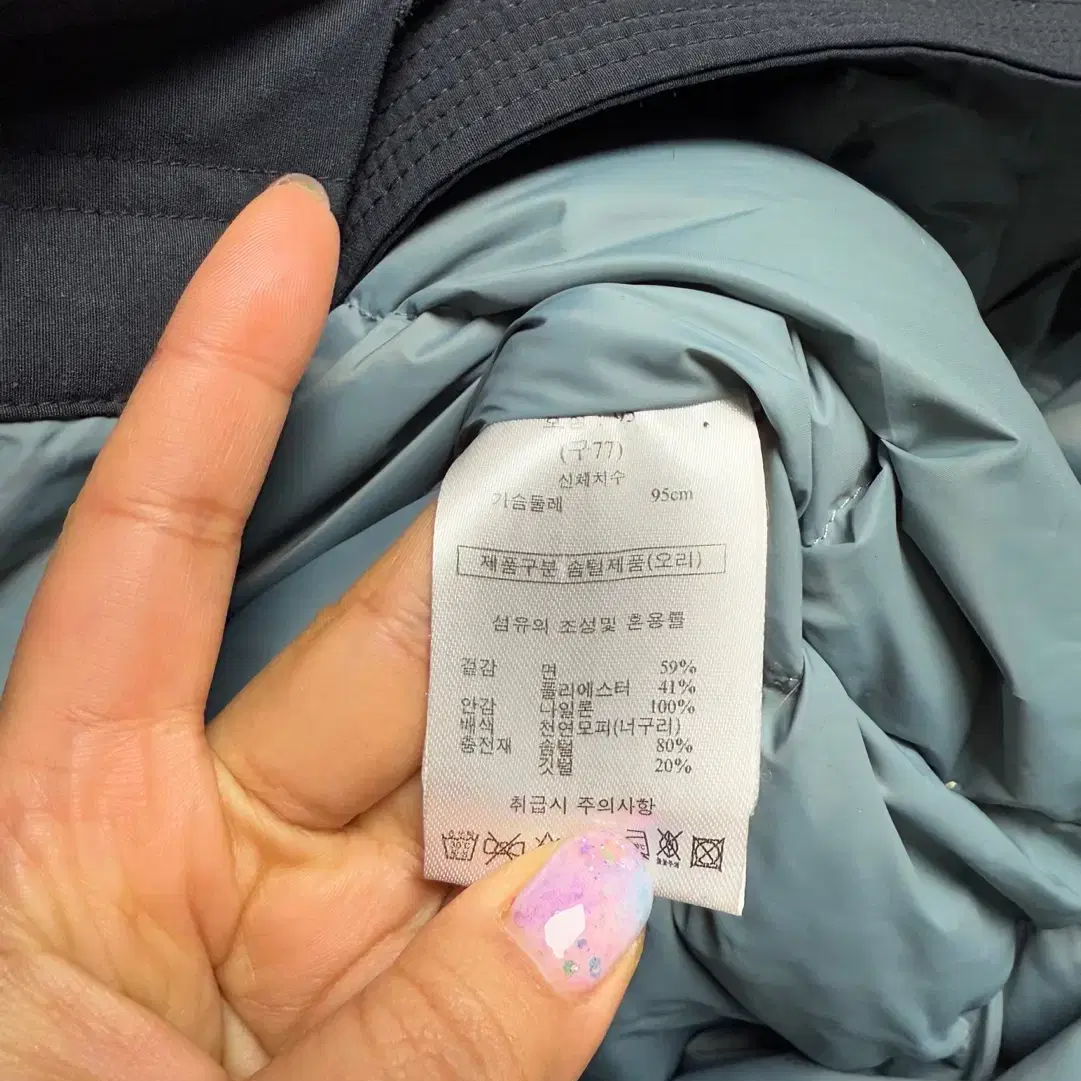 95
(구77)
신체치수
가슴둘레 95cm
제품구분 솜털제품(오리)
섬유의 조성및 혼용률
겉감 면 59%
폴리에스터 41%
안감 나일론 100%
배색 천연모피(너구리)
충전재 솜털 80%
깃털 20%
취급시 주의사항